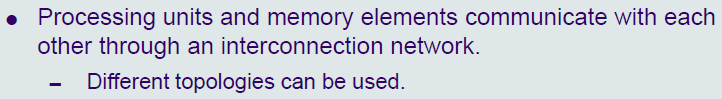 ● Processing units and memory elements communicate with each
other through an interconnection network.
– Different topologies can be used.